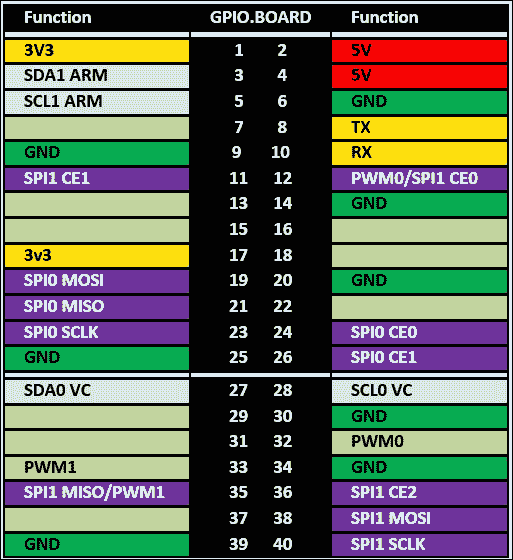 Function GPIO.BOARD Function
3V3 1 2 5V
SDA1 ARM 3 4 5V
SCL1 ARM 5 6 GND
7 8 TX
GND 9 10 RX
SPI1 CE1 11 12 PWM0/SPI1 CE0
13 14 GND
15 16
3v3 17 18
SPI0 MOSI 19 20 GND
SPI0 MISO 21 22
SPI0 SCLK 23 24 SPI0 CE0
GND 25 26 SPI0 CE1
SDA0 VC 27 28 SCL0 VC
29 30 GND
31 32 PWM0
PWM1 33 34 GND
SPI1 MISO/PWM1 35 36 SPI1 CE2
37 38 SPI1 MOSI
GND 39 40 SPI1 SCLK